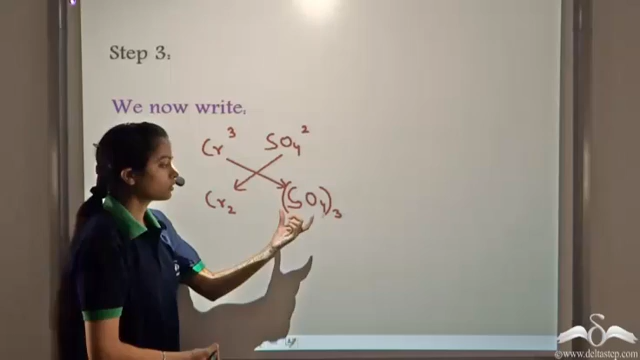 Step 3:
We now write,
Cr³ SO₄²
Cr₂ (SO₄)₃
©www.deltastep.com